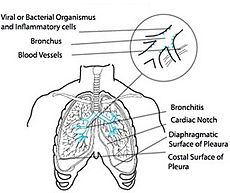 Viral or Bacterial Organismus
and Inflammatory cells
Bronchus
Blood Vessels
Bronchitis
Cardiac Notch
Diaphragmatic
Surface of Pleaura
Costal Surface of
Pleura